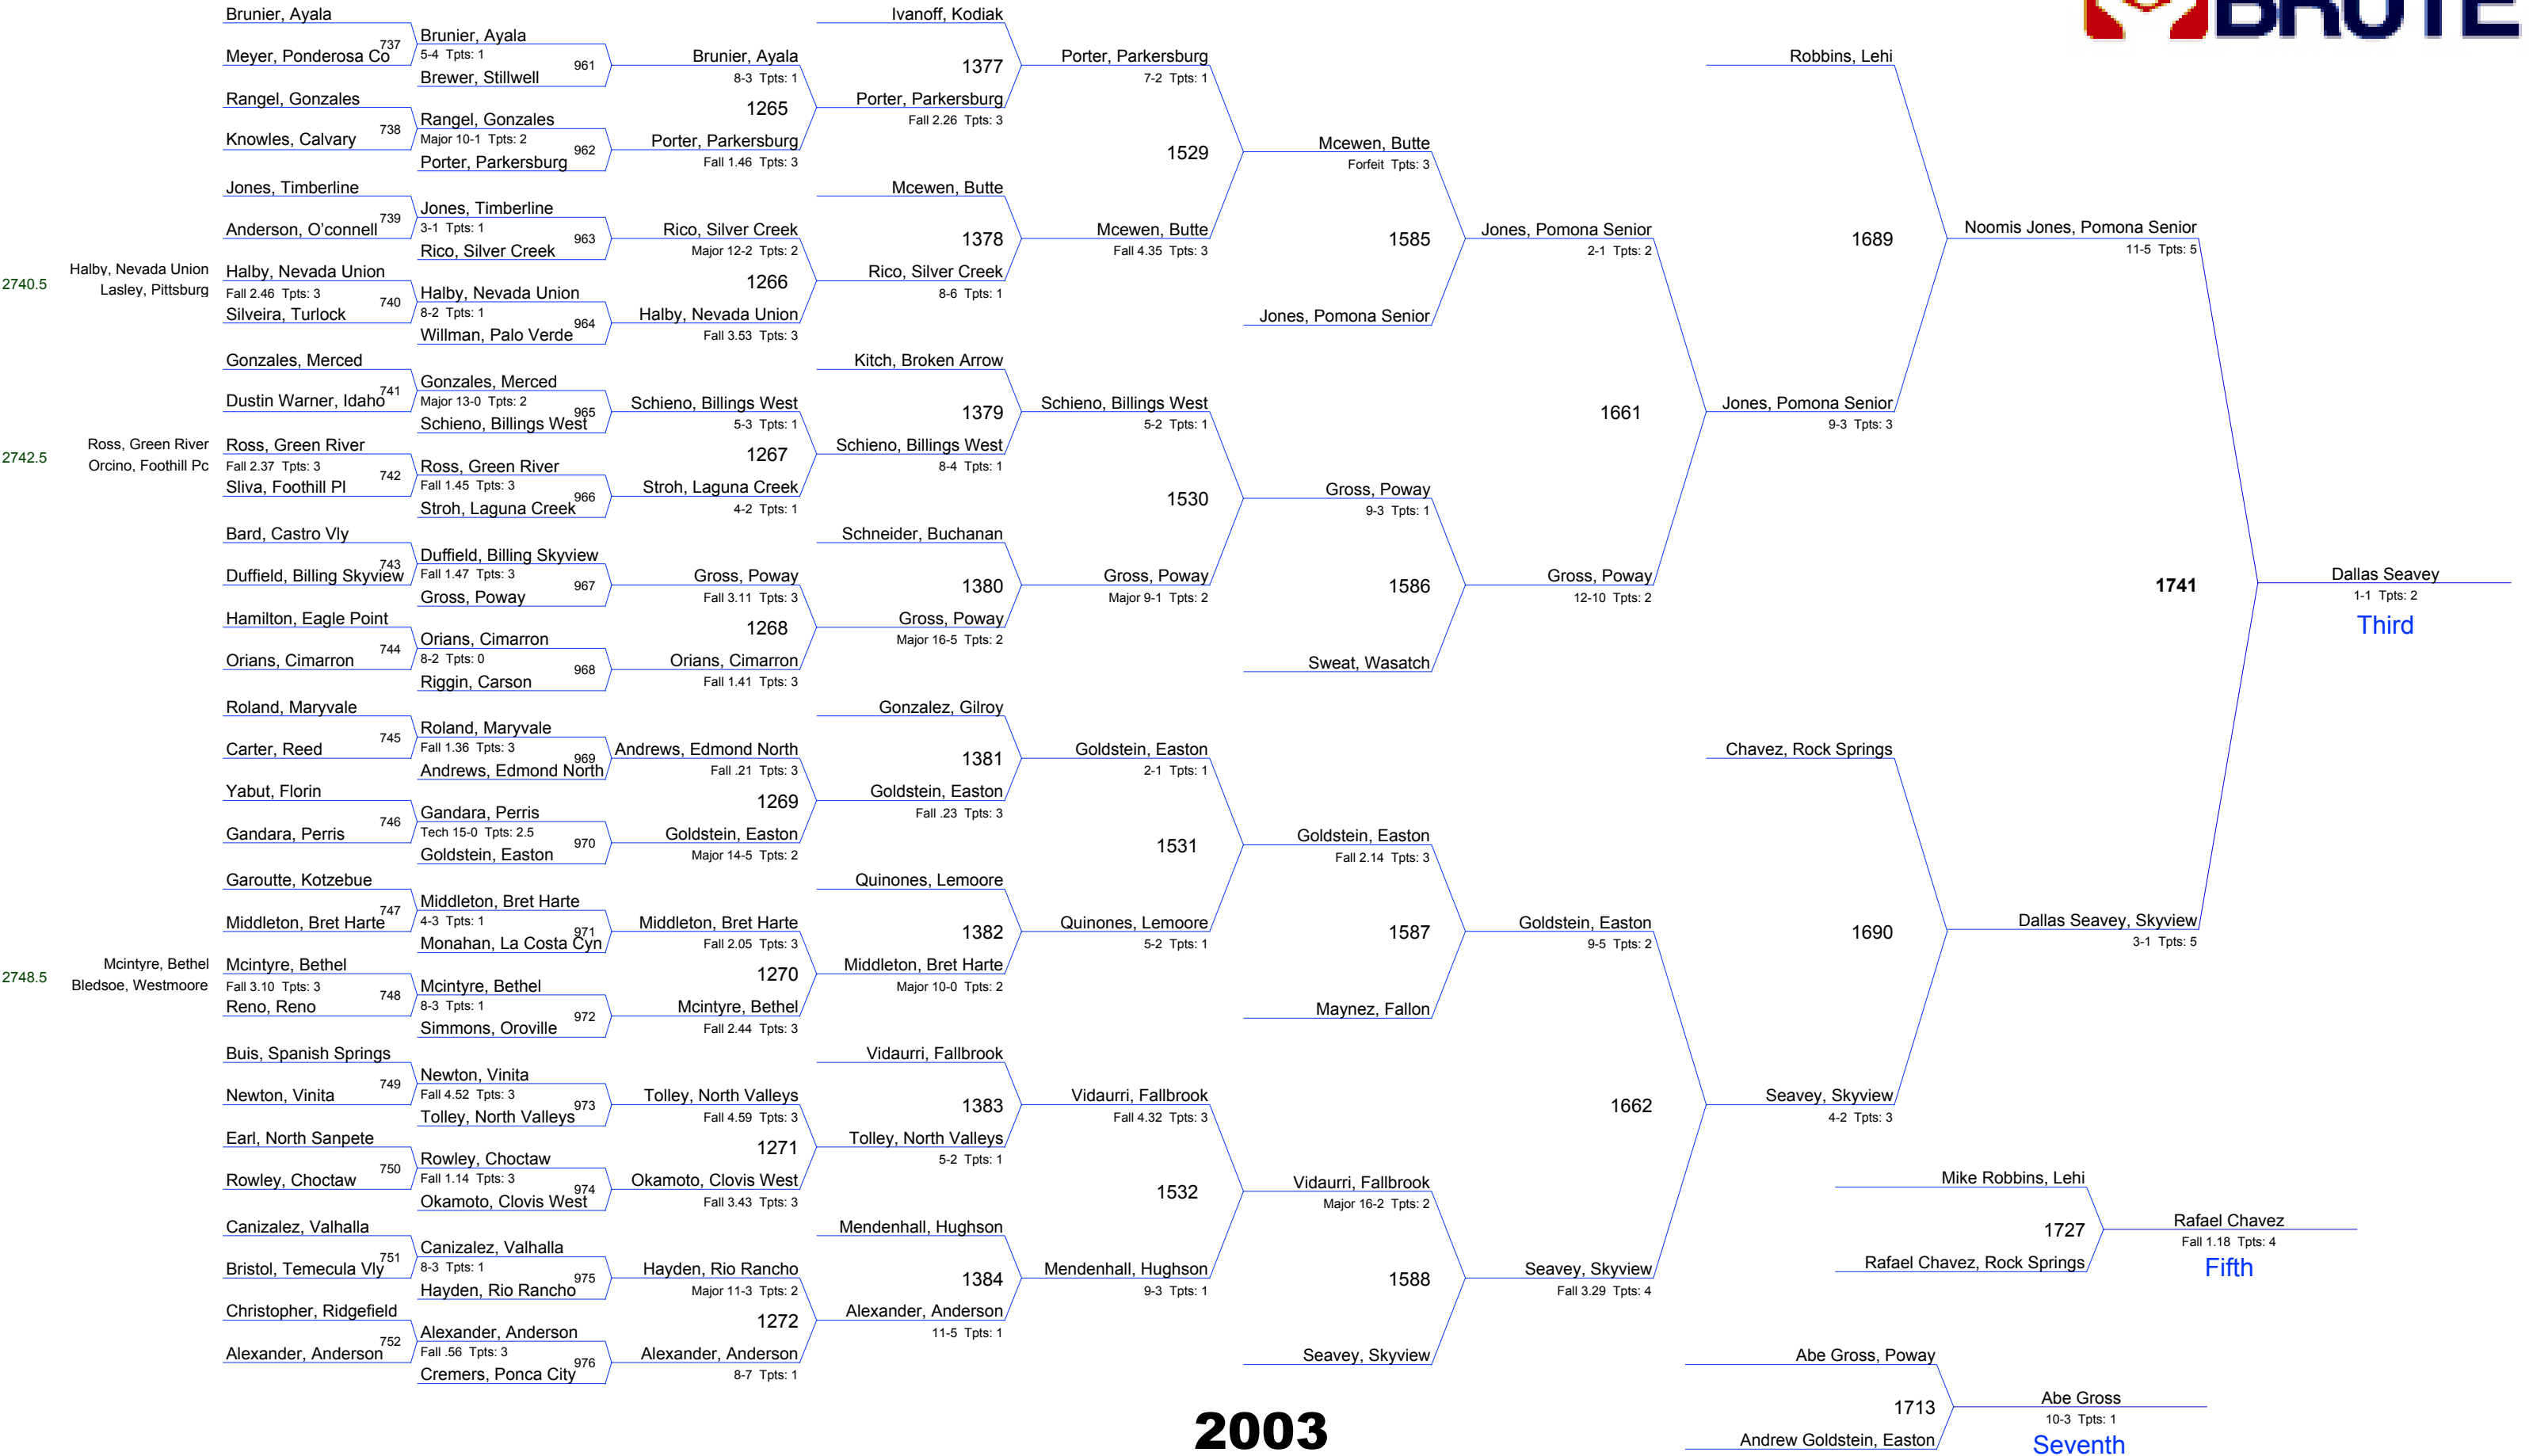 BRUTE
2740.5
Halby, Nevada Union
Lasley, Pittsburg
2742.5
Ross, Green River
Orcino, Foothill Pc
2748.5
Mcintyre, Bethel
Bledsoe, Westmoore
Brunier, Ayala
737
Meyer, Ponderosa Co
Rangel, Gonzales
738
Knowles, Calvary
Jones, Timberline
739
Anderson, O'connell
Halby, Nevada Union
Fall 2.46 Tpts: 3
740
Silveira, Turlock
Gonzales, Merced
741
Dustin Warner, Idaho
Ross, Green River
Fall 2.37 Tpts: 3
742
Sliva, Foothill Pl
Bard, Castro Vly
743
Duffield, Billing Skyview
Hamilton, Eagle Point
744
Orians, Cimarron
Roland, Maryvale
745
Carter, Reed
Yabut, Florin
746
Gandara, Perris
Garoutte, Kotzebue
747
Middleton, Bret Harte
Mcintyre, Bethel
Fall 3.10 Tpts: 3
748
Reno, Reno
Buis, Spanish Springs
749
Newton, Vinita
Earl, North Sanpete
750
Rowley, Choctaw
Canizalez, Valhalla
751
Bristol, Temecula Vly
Christopher, Ridgefield
752
Alexander, Anderson
Brunier, Ayala
5-4 Tpts: 1
961
Brewer, Stillwell
Rangel, Gonzales
Major 10-1 Tpts: 2
962
Porter, Parkersburg
Jones, Timberline
3-1 Tpts: 1
963
Rico, Silver Creek
Halby, Nevada Union
8-2 Tpts: 1
964
Willman, Palo Verde
Gonzales, Merced
Major 13-0 Tpts: 2
965
Schieno, Billings West
Ross, Green River
Fall 1.45 Tpts: 3
966
Stroh, Laguna Creek
Duffield, Billing Skyview
Fall 1.47 Tpts: 3
967
Gross, Poway
Orians, Cimarron
8-2 Tpts: 0
968
Riggin, Carson
Roland, Maryvale
Fall 1.36 Tpts: 3
969
Andrews, Edmond North
Gandara, Perris
Tech 15-0 Tpts: 2.5
970
Goldstein, Easton
Middleton, Bret Harte
4-3 Tpts: 1
971
Monahan, La Costa Cyn
Mcintyre, Bethel
8-3 Tpts: 1
972
Simmons, Oroville
Newton, Vinita
Fall 4.52 Tpts: 3
973
Tolley, North Valleys
Rowley, Choctaw
Fall 1.14 Tpts: 3
974
Okamoto, Clovis West
Canizalez, Valhalla
8-3 Tpts: 1
975
Hayden, Rio Rancho
Alexander, Anderson
Fall .56 Tpts: 3
976
Cremers, Ponca City
Brunier, Ayala
8-3 Tpts: 1
1265
Porter, Parkersburg
Fall 1.46 Tpts: 3
Rico, Silver Creek
Major 12-2 Tpts: 2
1266
Halby, Nevada Union
Fall 3.53 Tpts: 3
Schieno, Billings West
5-3 Tpts: 1
1267
Stroh, Laguna Creek
4-2 Tpts: 1
Gross, Poway
Fall 3.11 Tpts: 3
1268
Orians, Cimarron
Fall 1.41 Tpts: 3
Andrews, Edmond North
Fall .21 Tpts: 3
1269
Goldstein, Easton
Major 14-5 Tpts: 2
Middleton, Bret Harte
Fall 2.05 Tpts: 3
1270
Mcintyre, Bethel
Fall 2.44 Tpts: 3
Tolley, North Valleys
Fall 4.59 Tpts: 3
1271
Okamoto, Clovis West
Fall 3.43 Tpts: 3
Hayden, Rio Rancho
Major 11-3 Tpts: 2
1272
Alexander, Anderson
8-7 Tpts: 1
Ivanoff, Kodiak
1377
Porter, Parkersburg
Fall 2.26 Tpts: 3
Mcewen, Butte
1378
Rico, Silver Creek
8-6 Tpts: 1
Kitch, Broken Arrow
1379
Schieno, Billings West
8-4 Tpts: 1
Schneider, Buchanan
1380
Gross, Poway
Major 16-5 Tpts: 2
Gonzalez, Gilroy
1381
Goldstein, Easton
Fall .23 Tpts: 3
Quinones, Lemoore
1382
Middleton, Bret Harte
Major 10-0 Tpts: 2
Vidaurri, Fallbrook
1383
Tolley, North Valleys
5-2 Tpts: 1
Mendenhall, Hughson
1384
Alexander, Anderson
11-5 Tpts: 1
Porter, Parkersburg
7-2 Tpts: 1
1529
Mcewen, Butte
Fall 4.35 Tpts: 3
Schieno, Billings West
5-2 Tpts: 1
1530
Gross, Poway
Major 9-1 Tpts: 2
Goldstein, Easton
2-1 Tpts: 1
1531
Quinones, Lemoore
5-2 Tpts: 1
Vidaurri, Fallbrook
Fall 4.32 Tpts: 3
1532
Mendenhall, Hughson
9-3 Tpts: 1
Mcewen, Butte
Forfeit Tpts: 3
1585
Jones, Pomona Senior
Gross, Poway
9-3 Tpts: 1
1586
Sweat, Wasatch
Goldstein, Easton
Fall 2.14 Tpts: 3
1587
Maynez, Fallon
Vidaurri, Fallbrook
Major 16-2 Tpts: 2
1588
Seavey, Skyview
Jones, Pomona Senior
2-1 Tpts: 2
1661
Gross, Poway
12-10 Tpts: 2
Goldstein, Easton
9-5 Tpts: 2
1662
Seavey, Skyview
Fall 3.29 Tpts: 4
Robbins, Lehi
1689
Jones, Pomona Senior
9-3 Tpts: 3
Chavez, Rock Springs
1690
Seavey, Skyview
4-2 Tpts: 3
Noomis Jones, Pomona Senior
11-5 Tpts: 5
1741
Dallas Seavey, Skyview
3-1 Tpts: 5
Dallas Seavey
1-1 Tpts: 2
Third
Mike Robbins, Lehi
1727
Rafael Chavez, Rock Springs
Rafael Chavez
Fall 1.18 Tpts: 4
Fifth
Abe Gross, Poway
1713
Andrew Goldstein, Easton
Abe Gross
10-3 Tpts: 1
Seventh
2003